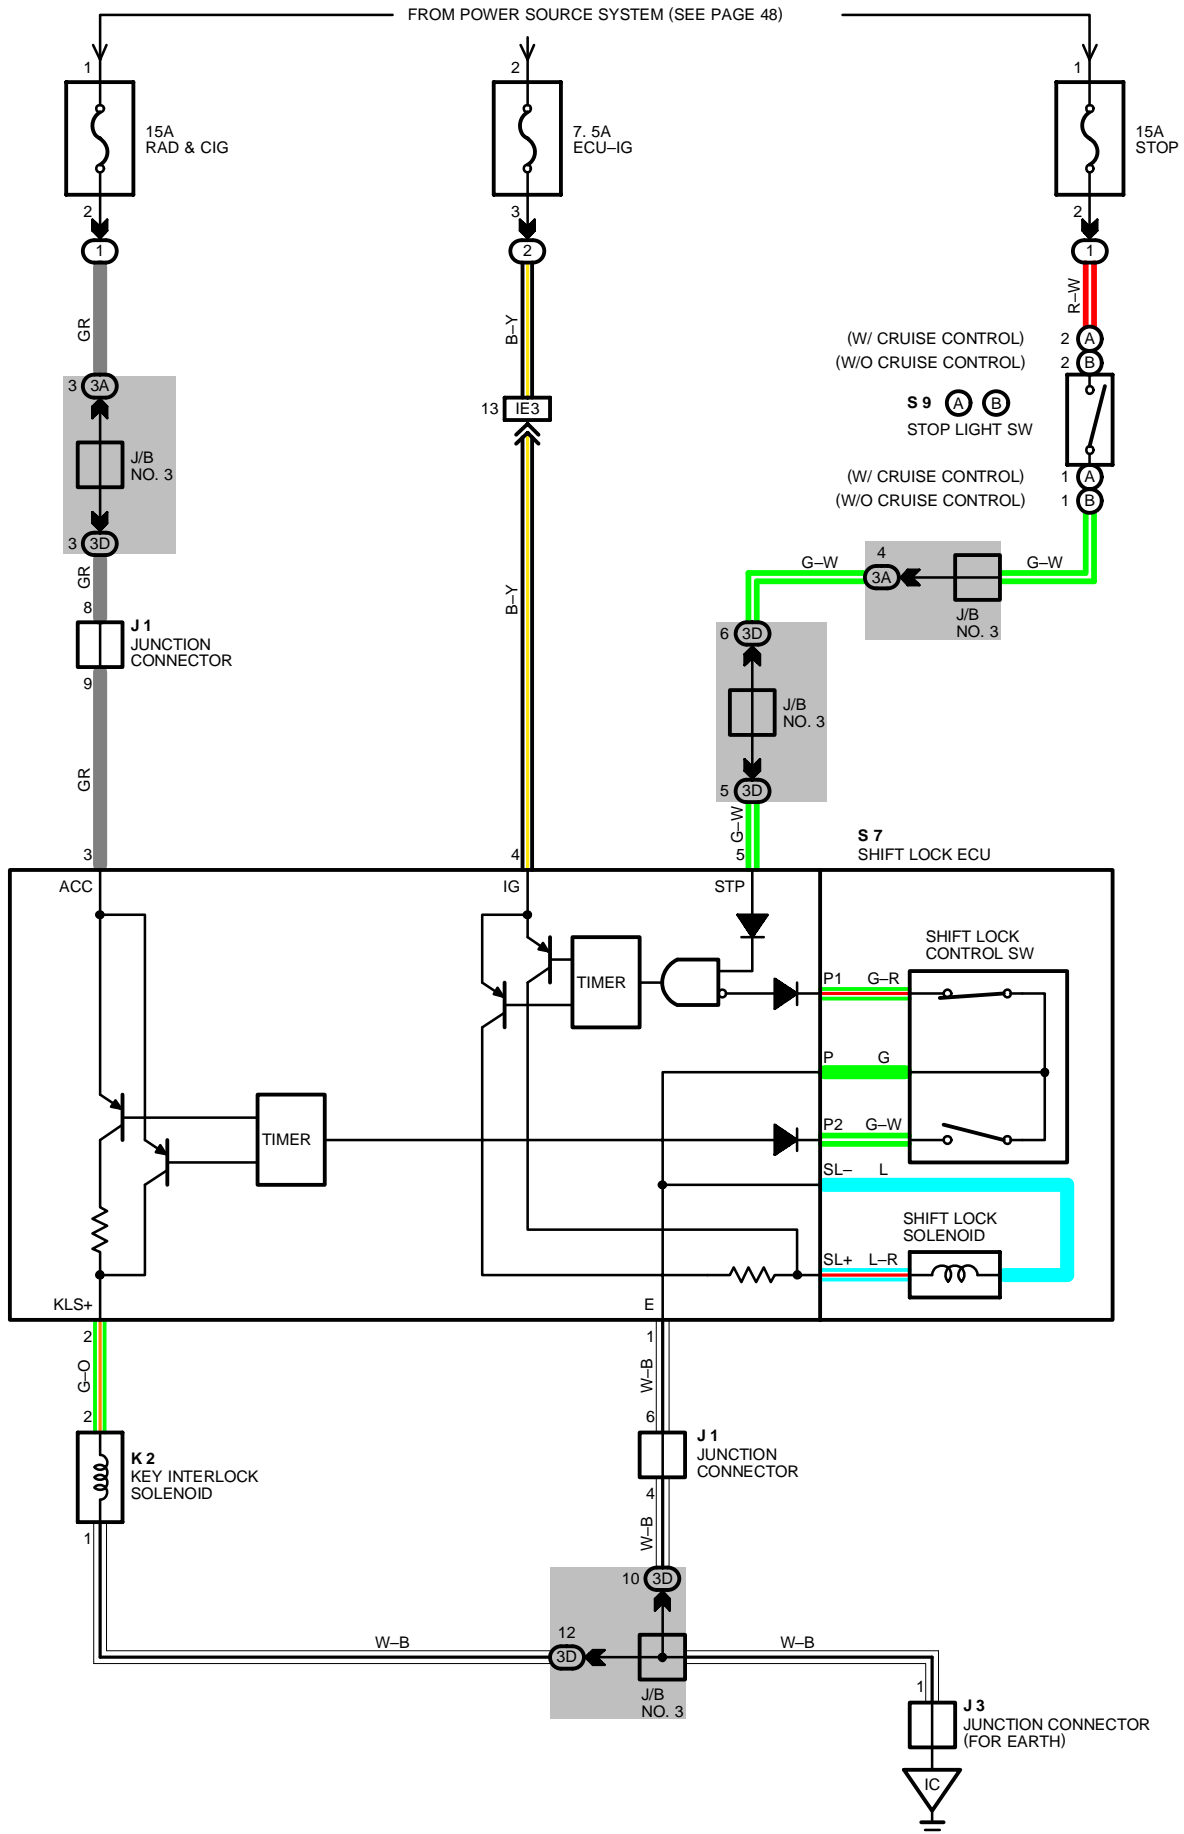 FROM POWER SOURCE SYSTEM (SEE PAGE 48)
1
2
1
15A
RAD & CIG
7. 5A
ECU–IG
15A
STOP
2
3
2
1
2
1
GR
B–Y
R–W
(W/ CRUISE CONTROL)
2
A
(W/O CRUISE CONTROL)
2
B
3
3A
13
IE3
S 9
A
B
STOP LIGHT SW
J/B
NO. 3
(W/ CRUISE CONTROL)
1
A
(W/O CRUISE CONTROL)
1
B
3
3D
GR
B–Y
G–W
4
3A
G–W
J/B
NO. 3
8
J 1
JUNCTION
CONNECTOR
9
6
3D
J/B
NO. 3
GR
5
3D
G–W
S 7
SHIFT LOCK ECU
3
4
5
ACC
IG
STP
SHIFT LOCK
CONTROL SW
TIMER
P1
G–R
P
G
TIMER
P2
G–W
SL–
L
SHIFT LOCK
SOLENOID
SL+
L–R
KLS+
E
2
1
G–O
W–B
2
6
K 2
KEY INTERLOCK
SOLENOID
J 1
JUNCTION
CONNECTOR
1
4
W–B
10
3D
12
3D
W–B
W–B
J/B
NO. 3
1
J 3
JUNCTION CONNECTOR
(FOR EARTH)
IC